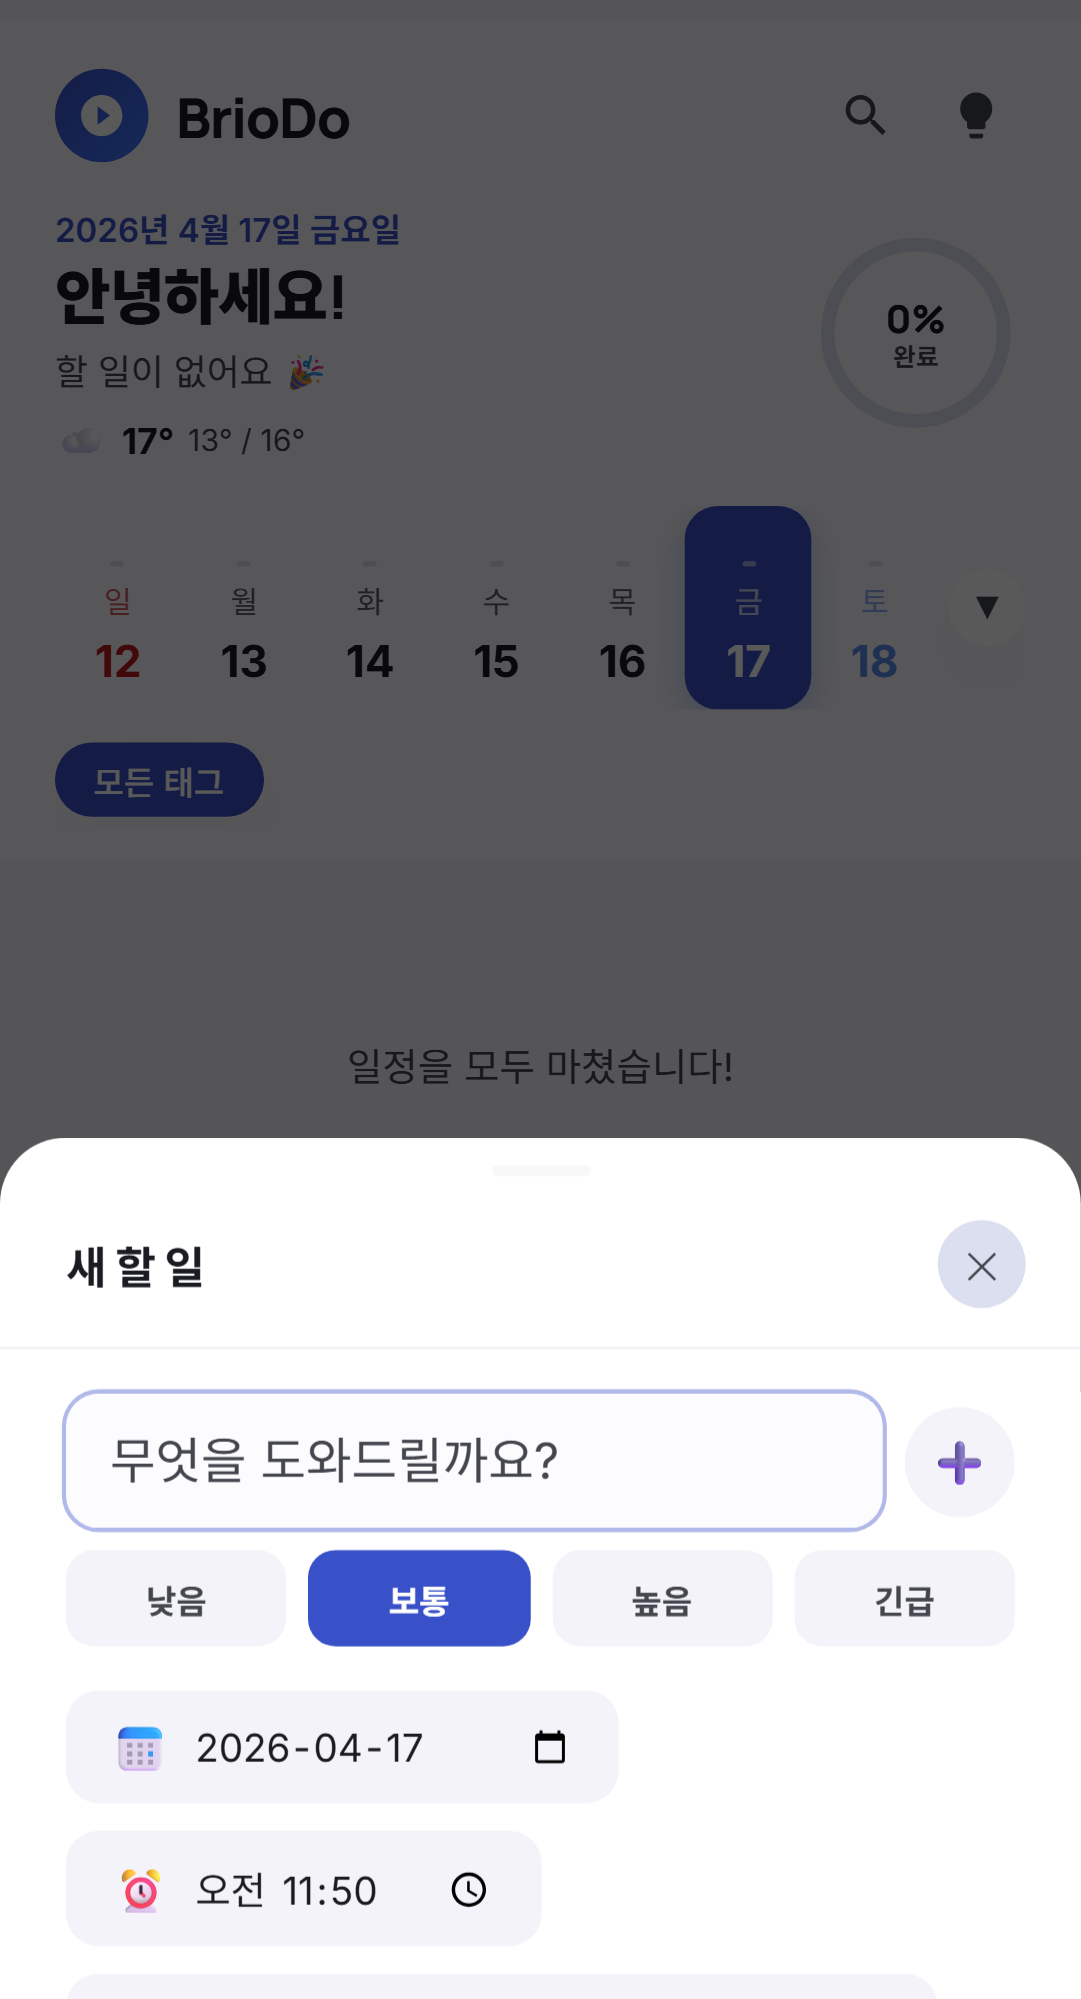 BrioDo
2026년 4월 17일 금요일
안녕하세요!
할 일이 없어요 🎉
0%
완료
17° 13° / 16°
일 월 화 수 목 금 토
12 13 14 15 16 17 18
모든 태그
일정을 모두 마쳤습니다!
새 할 일
무엇을 도와드릴까요?
낮음 보통 높음 긴급
2026-04-17
오전 11:50